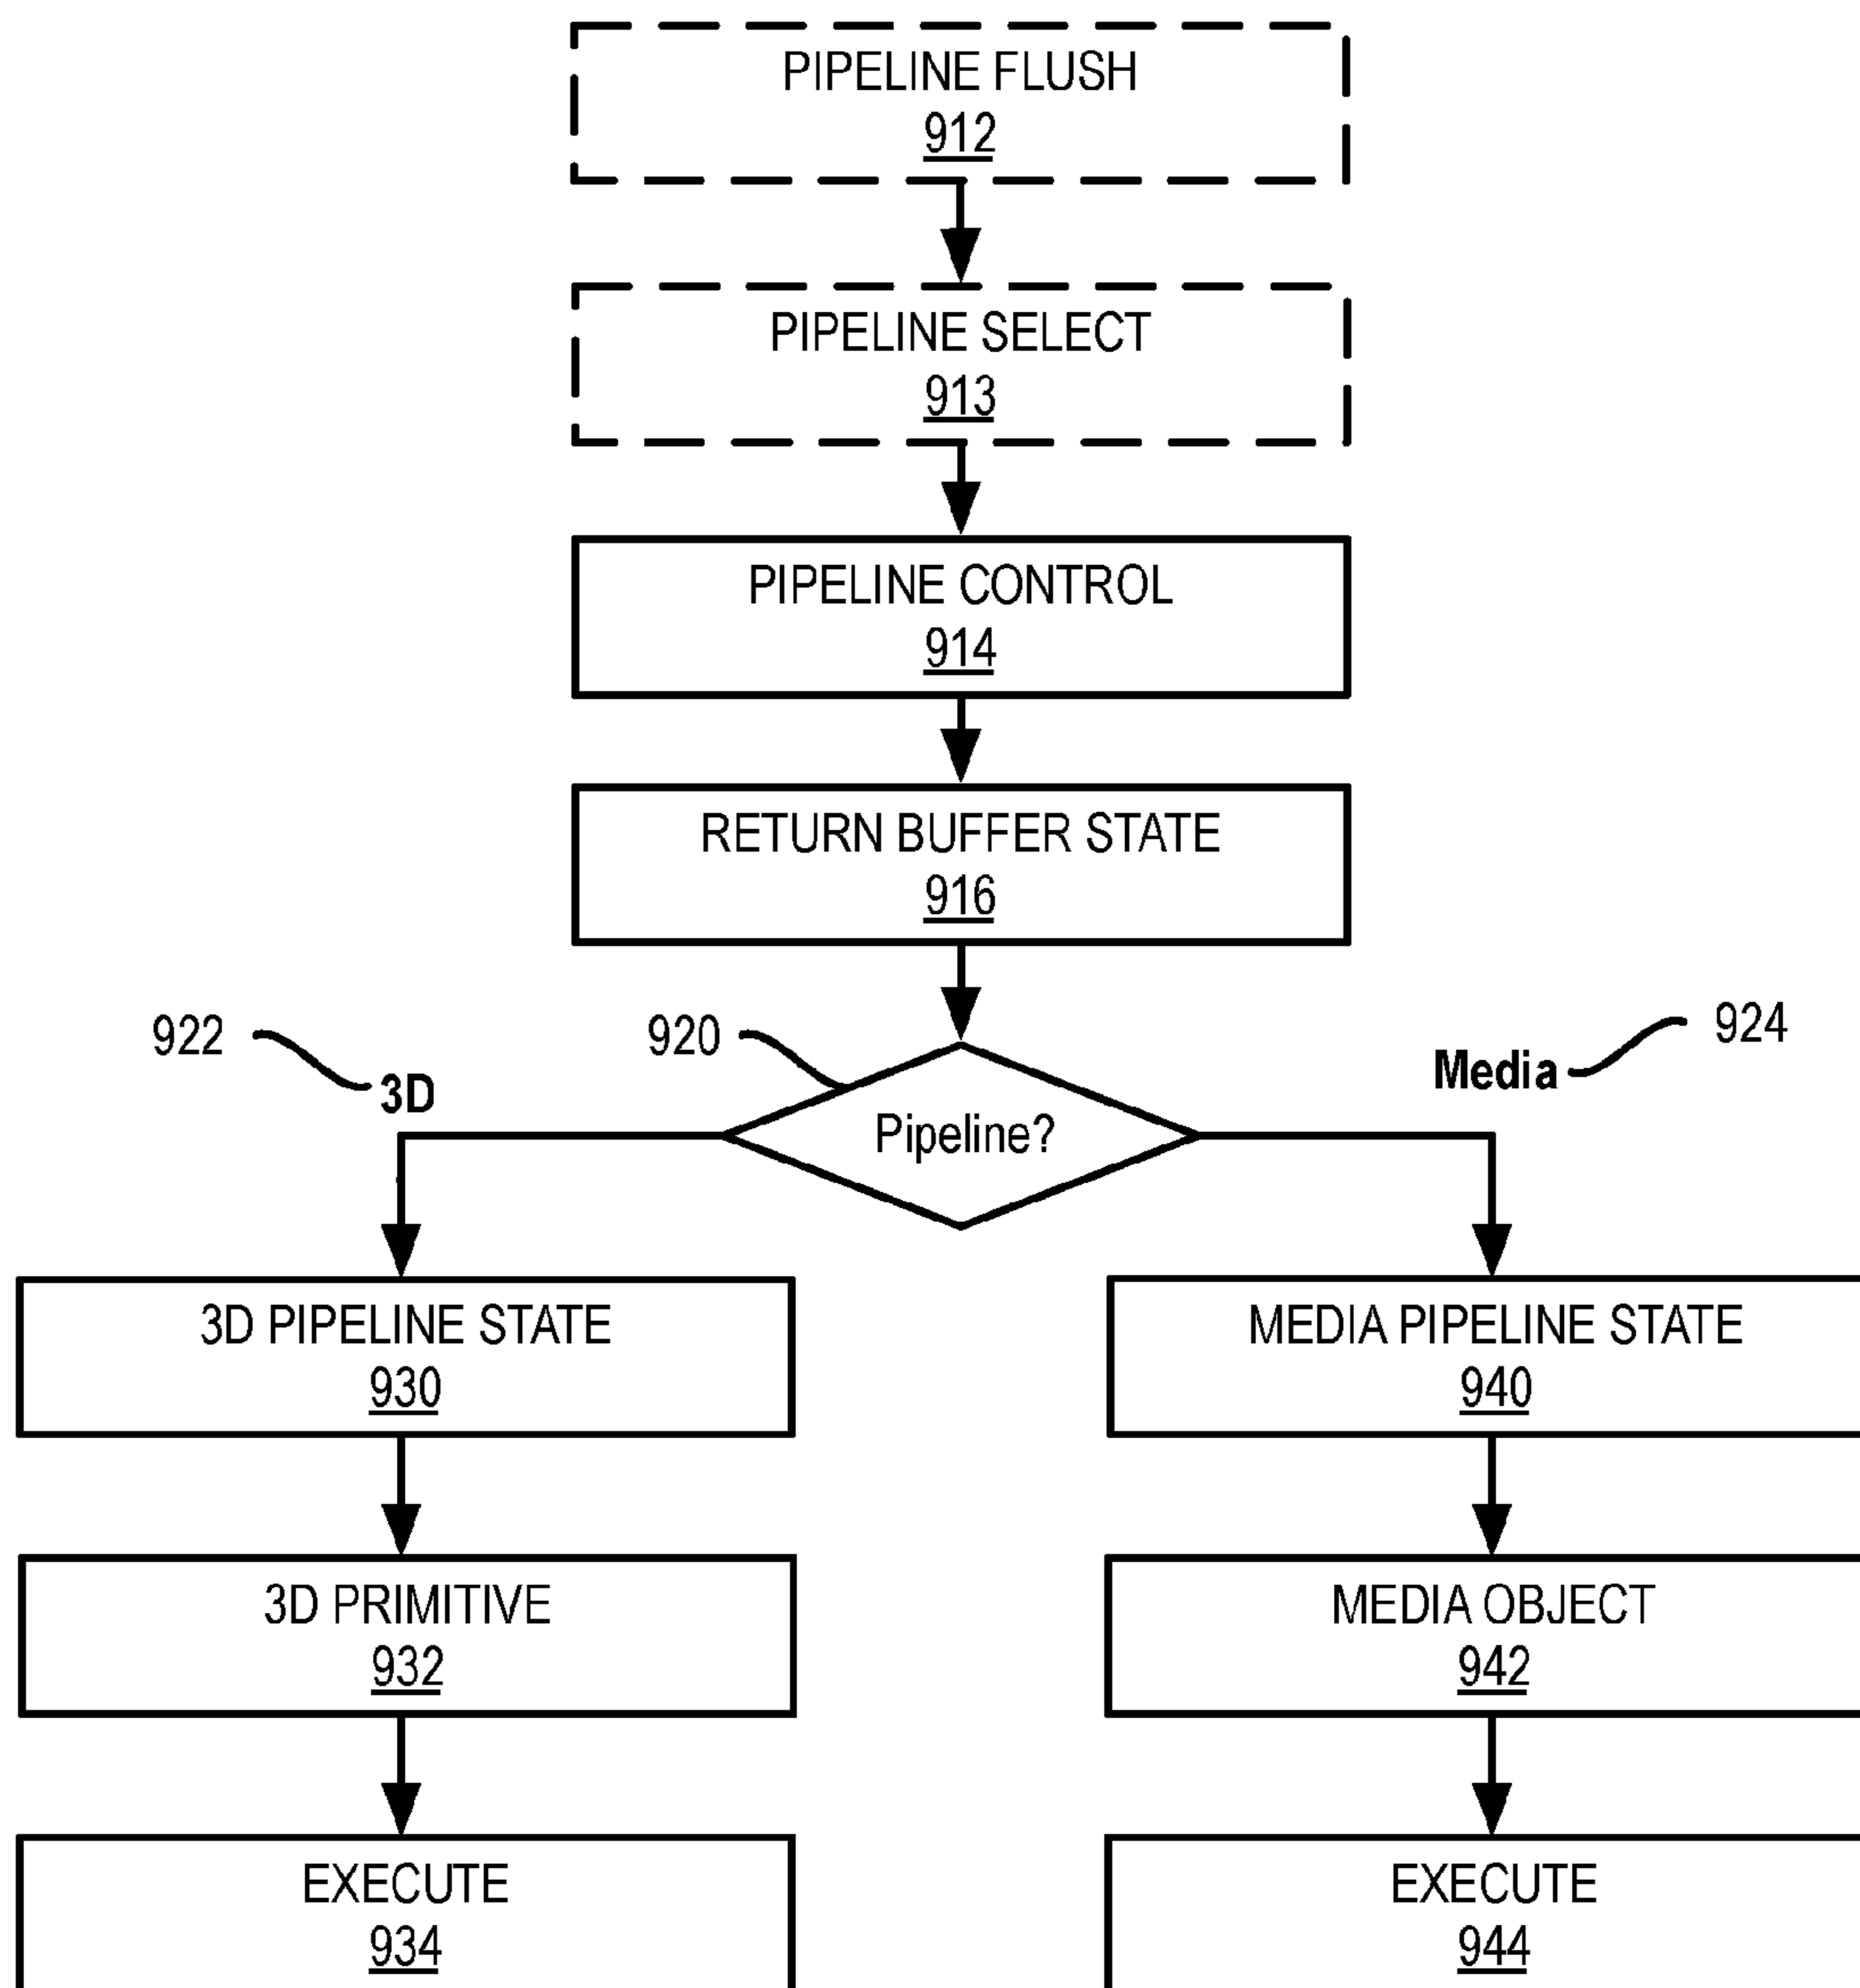 PIPELINE FLUSH
912
PIPELINE SELECT
913
PIPELINE CONTROL
914
RETURN BUFFER STATE
916
922
920
924
3D
Media
Pipeline?
3D PIPELINE STATE
930
MEDIA PIPELINE STATE
940
3D PRIMITIVE
932
MEDIA OBJECT
942
EXECUTE
934
EXECUTE
944